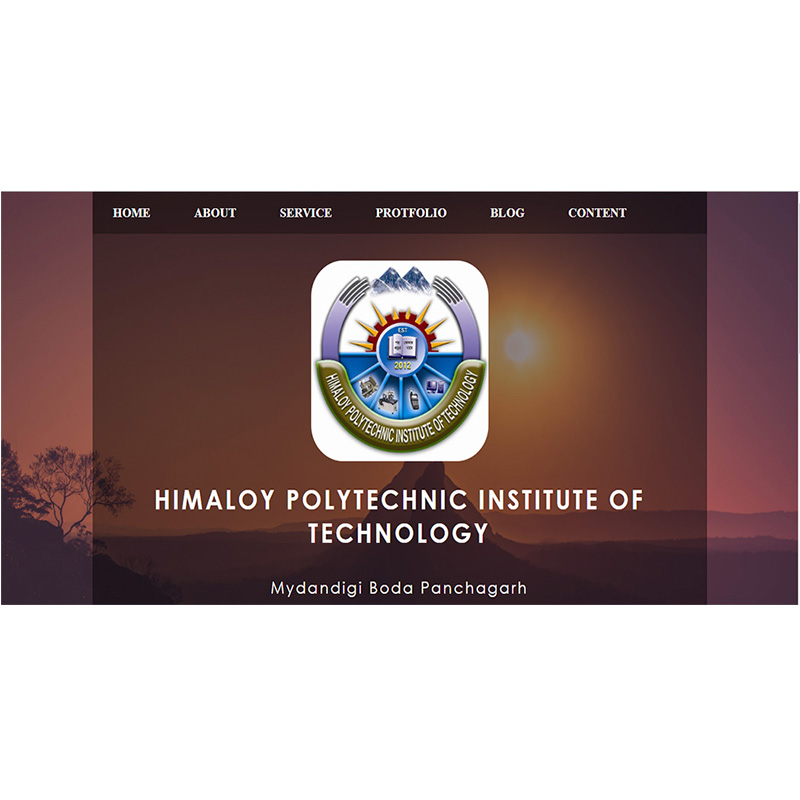 HOME ABOUT SERVICE PROTFOLIO BLOG CONTENT
EST
2012
HIMALOY POLYTECHNIC INSTITUTE OF TECHNOLOGY
HIMALOY POLYTECHNIC INSTITUTE OF
TECHNOLOGY
Mydandigi Boda Panchagarh